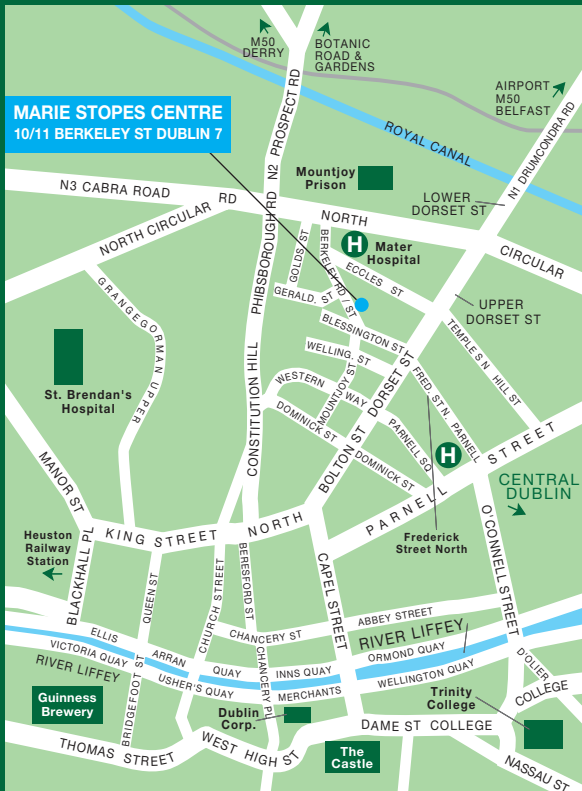 M50
DERRY
BOTANIC
ROAD &
GARDENS
AIRPORT
M50
BELFAST
MARIE STOPES CENTRE
10/11 BERKELEY ST DUBLIN 7
N2 PROSPECT RD
ROYAL CANAL
N1 DRUMCONDRA RD
Mountjoy
Prison
N3 CABRA ROAD
LOWER
DORSET ST
NORTH CIRCULAR RD
PHIBSBOROUGH RD
NORTH CIRCULAR
H
Mater
Hospital
GOLDS. ST
BERKELEY RD / ST
ECCLES ST
GERALD. ST
UPPER
DORSET ST
GRANGEGORMAN UPPER
BLESSINGTON ST
TEMPLE S N HILL ST
WELLING. ST
St. Brendan's
Hospital
WESTERN WAY
MOUNTJOY ST
DORSET ST
FRED. ST N. PARNELL
CONSTITUTION HILL
DOMINICK ST
PARNELL SQ
H
DOMINICK ST
BOLTON ST
PARNELL STREET
CENTRAL
DUBLIN
MANOR ST
KING STREET NORTH
Frederick
Street North
Heuston
Railway
Station
BLACKHALL PL
QUEEN ST
CHURCH STREET
BERESFORD ST
CAPEL STREET
O'CONNELL STREET
ABBEY STREET
CHANCERY ST
RIVER LIFFEY
ELLIS
ARRAN
QUAY
INNS QUAY
ORMOND QUAY
VICTORIA QUAY
RIVER LIFFEY
USHER'S QUAY
MERCHANTS
WELLINGTON QUAY
CHANCERY PL
D'OLIER
COLLEGE
BRIDGEFOOT ST
Guinness
Brewery
Dublin
Corp.
Trinity
College
DAME ST COLLEGE
THOMAS STREET
WEST HIGH ST
The
Castle
NASSAU ST